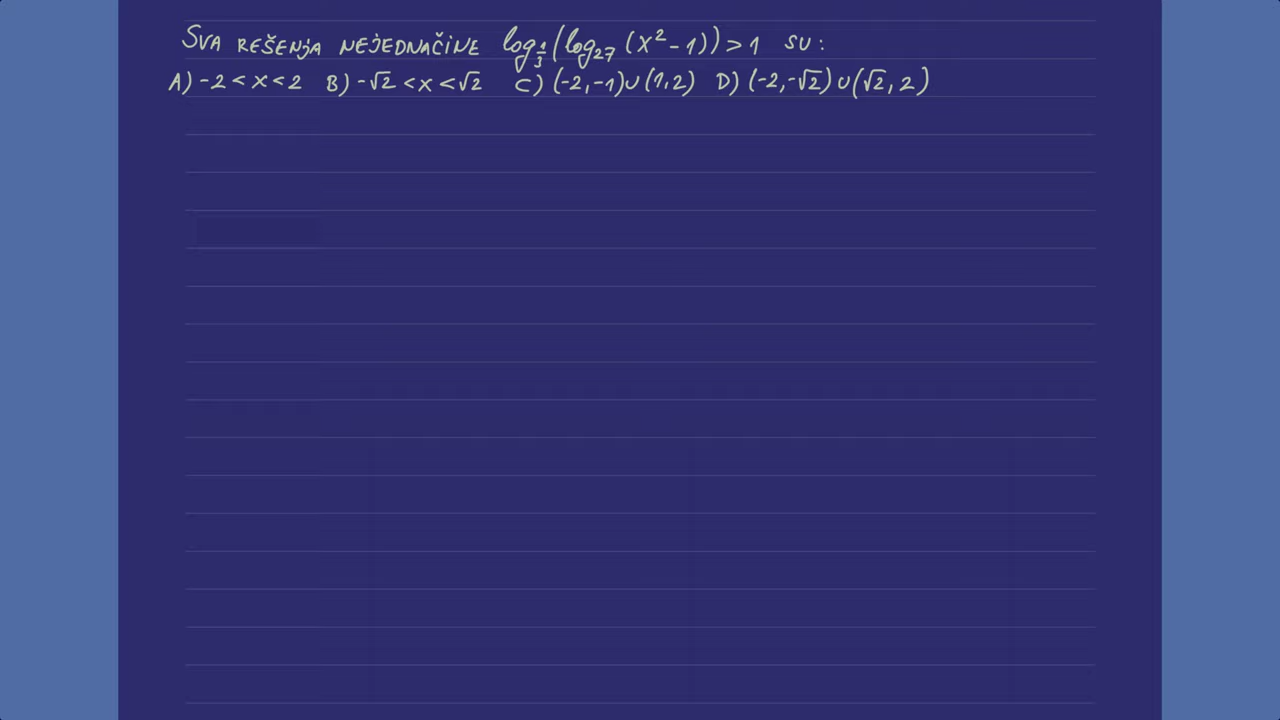 SVA REŠENJA NEJEDNAČINE log_{1/3}(log_{27}(x²-1))>1 SU:
A) -2<x<2 B) -√2<x<√2 C) (-2,-1)∪(1,2) D) (-2,-√2)∪(√2,2)